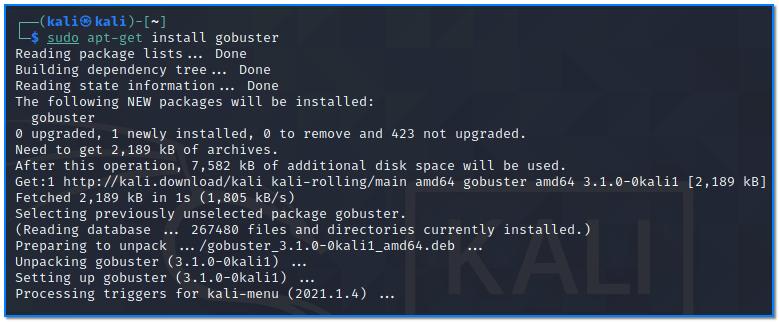 ┌──(kali㉿kali)-[~]
└─$ sudo apt-get install gobuster
Reading package lists... Done
Building dependency tree... Done
Reading state information... Done
The following NEW packages will be installed:
  gobuster
0 upgraded, 1 newly installed, 0 to remove and 423 not upgraded.
Need to get 2,189 kB of archives.
After this operation, 7,582 kB of additional disk space will be used.
Get:1 http://kali.download/kali kali-rolling/main amd64 gobuster amd64 3.1.0-0kali1 [2,189 kB]
Fetched 2,189 kB in 1s (1,805 kB/s)
Selecting previously unselected package gobuster.
(Reading database ... 267480 files and directories currently installed.)
Preparing to unpack .../gobuster_3.1.0-0kali1_amd64.deb ...
Unpacking gobuster (3.1.0-0kali1) ...
Setting up gobuster (3.1.0-0kali1) ...
Processing triggers for kali-menu (2021.1.4) ...
KALI